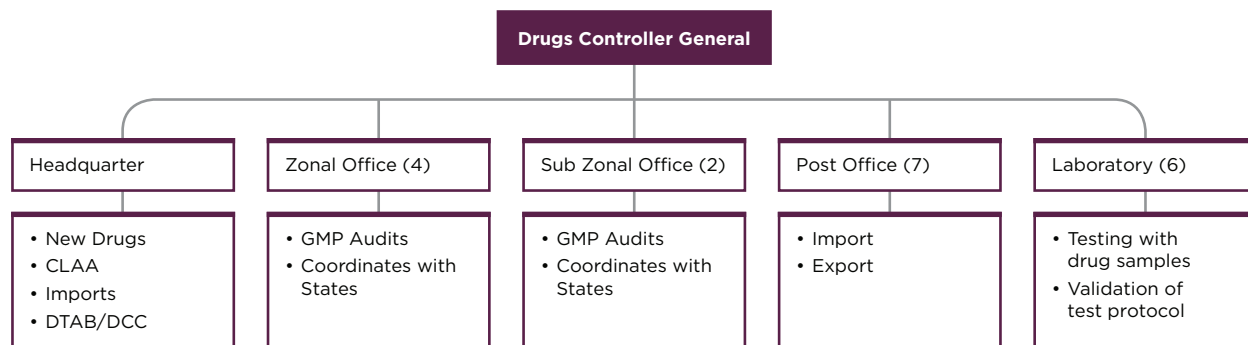 Drugs Controller General
Headquarter
Zonal Office (4)
Sub Zonal Office (2)
Post Office (7)
Laboratory (6)
• New Drugs
• CLAA
• Imports
• DTAB/DCC
• GMP Audits
• Coordinates with
States
• GMP Audits
• Coordinates with
States
• Import
• Export
• Testing with
drug samples
• Validation of
test protocol